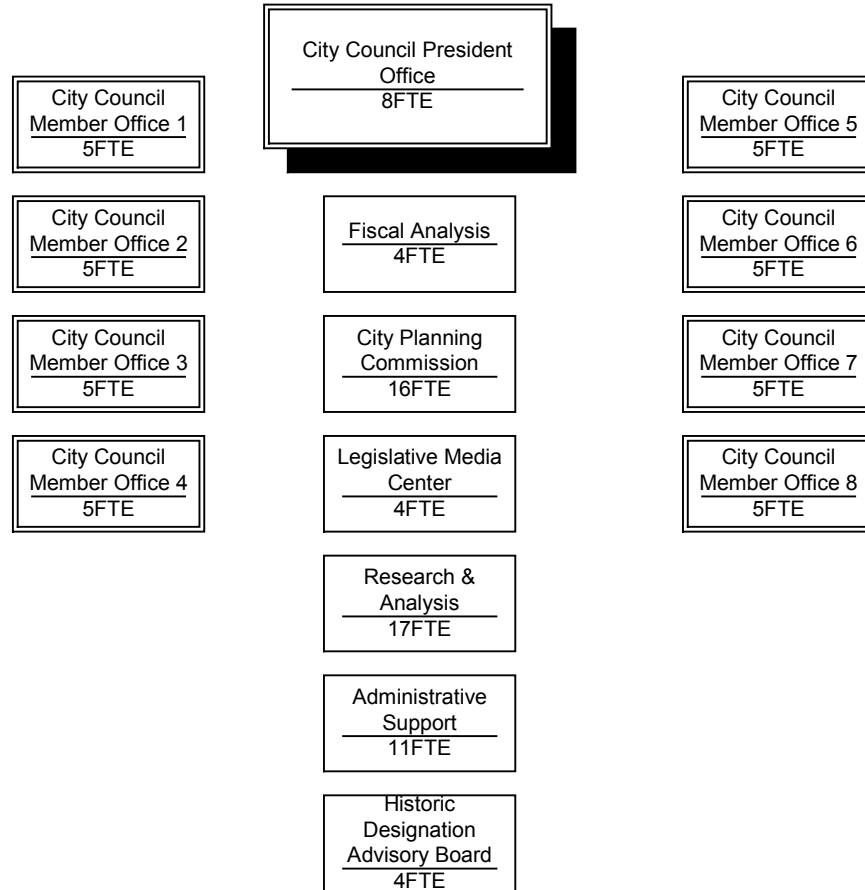 City Council President
Office
8FTE
City Council
Member Office 1
5FTE
City Council
Member Office 5
5FTE
City Council
Member Office 2
5FTE
Fiscal Analysis
4FTE
City Council
Member Office 6
5FTE
City Council
Member Office 3
5FTE
City Planning
Commission
16FTE
City Council
Member Office 7
5FTE
City Council
Member Office 4
5FTE
Legislative Media
Center
4FTE
City Council
Member Office 8
5FTE
Research &
Analysis
17FTE
Administrative
Support
11FTE
Historic
Designation
Advisory Board
4FTE